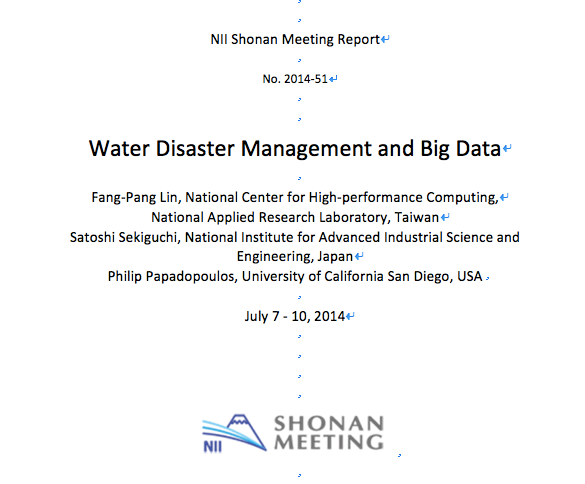 NII Shonan Meeting Report
No. 2014-51
Water Disaster Management and Big Data
Fang-Pang Lin, National Center for High-performance Computing,
National Applied Research Laboratory, Taiwan
Satoshi Sekiguchi, National Institute for Advanced Industrial Science and
Engineering, Japan
Philip Papadopoulos, University of California San Diego, USA
July 7 - 10, 2014
NII SHONAN
MEETING